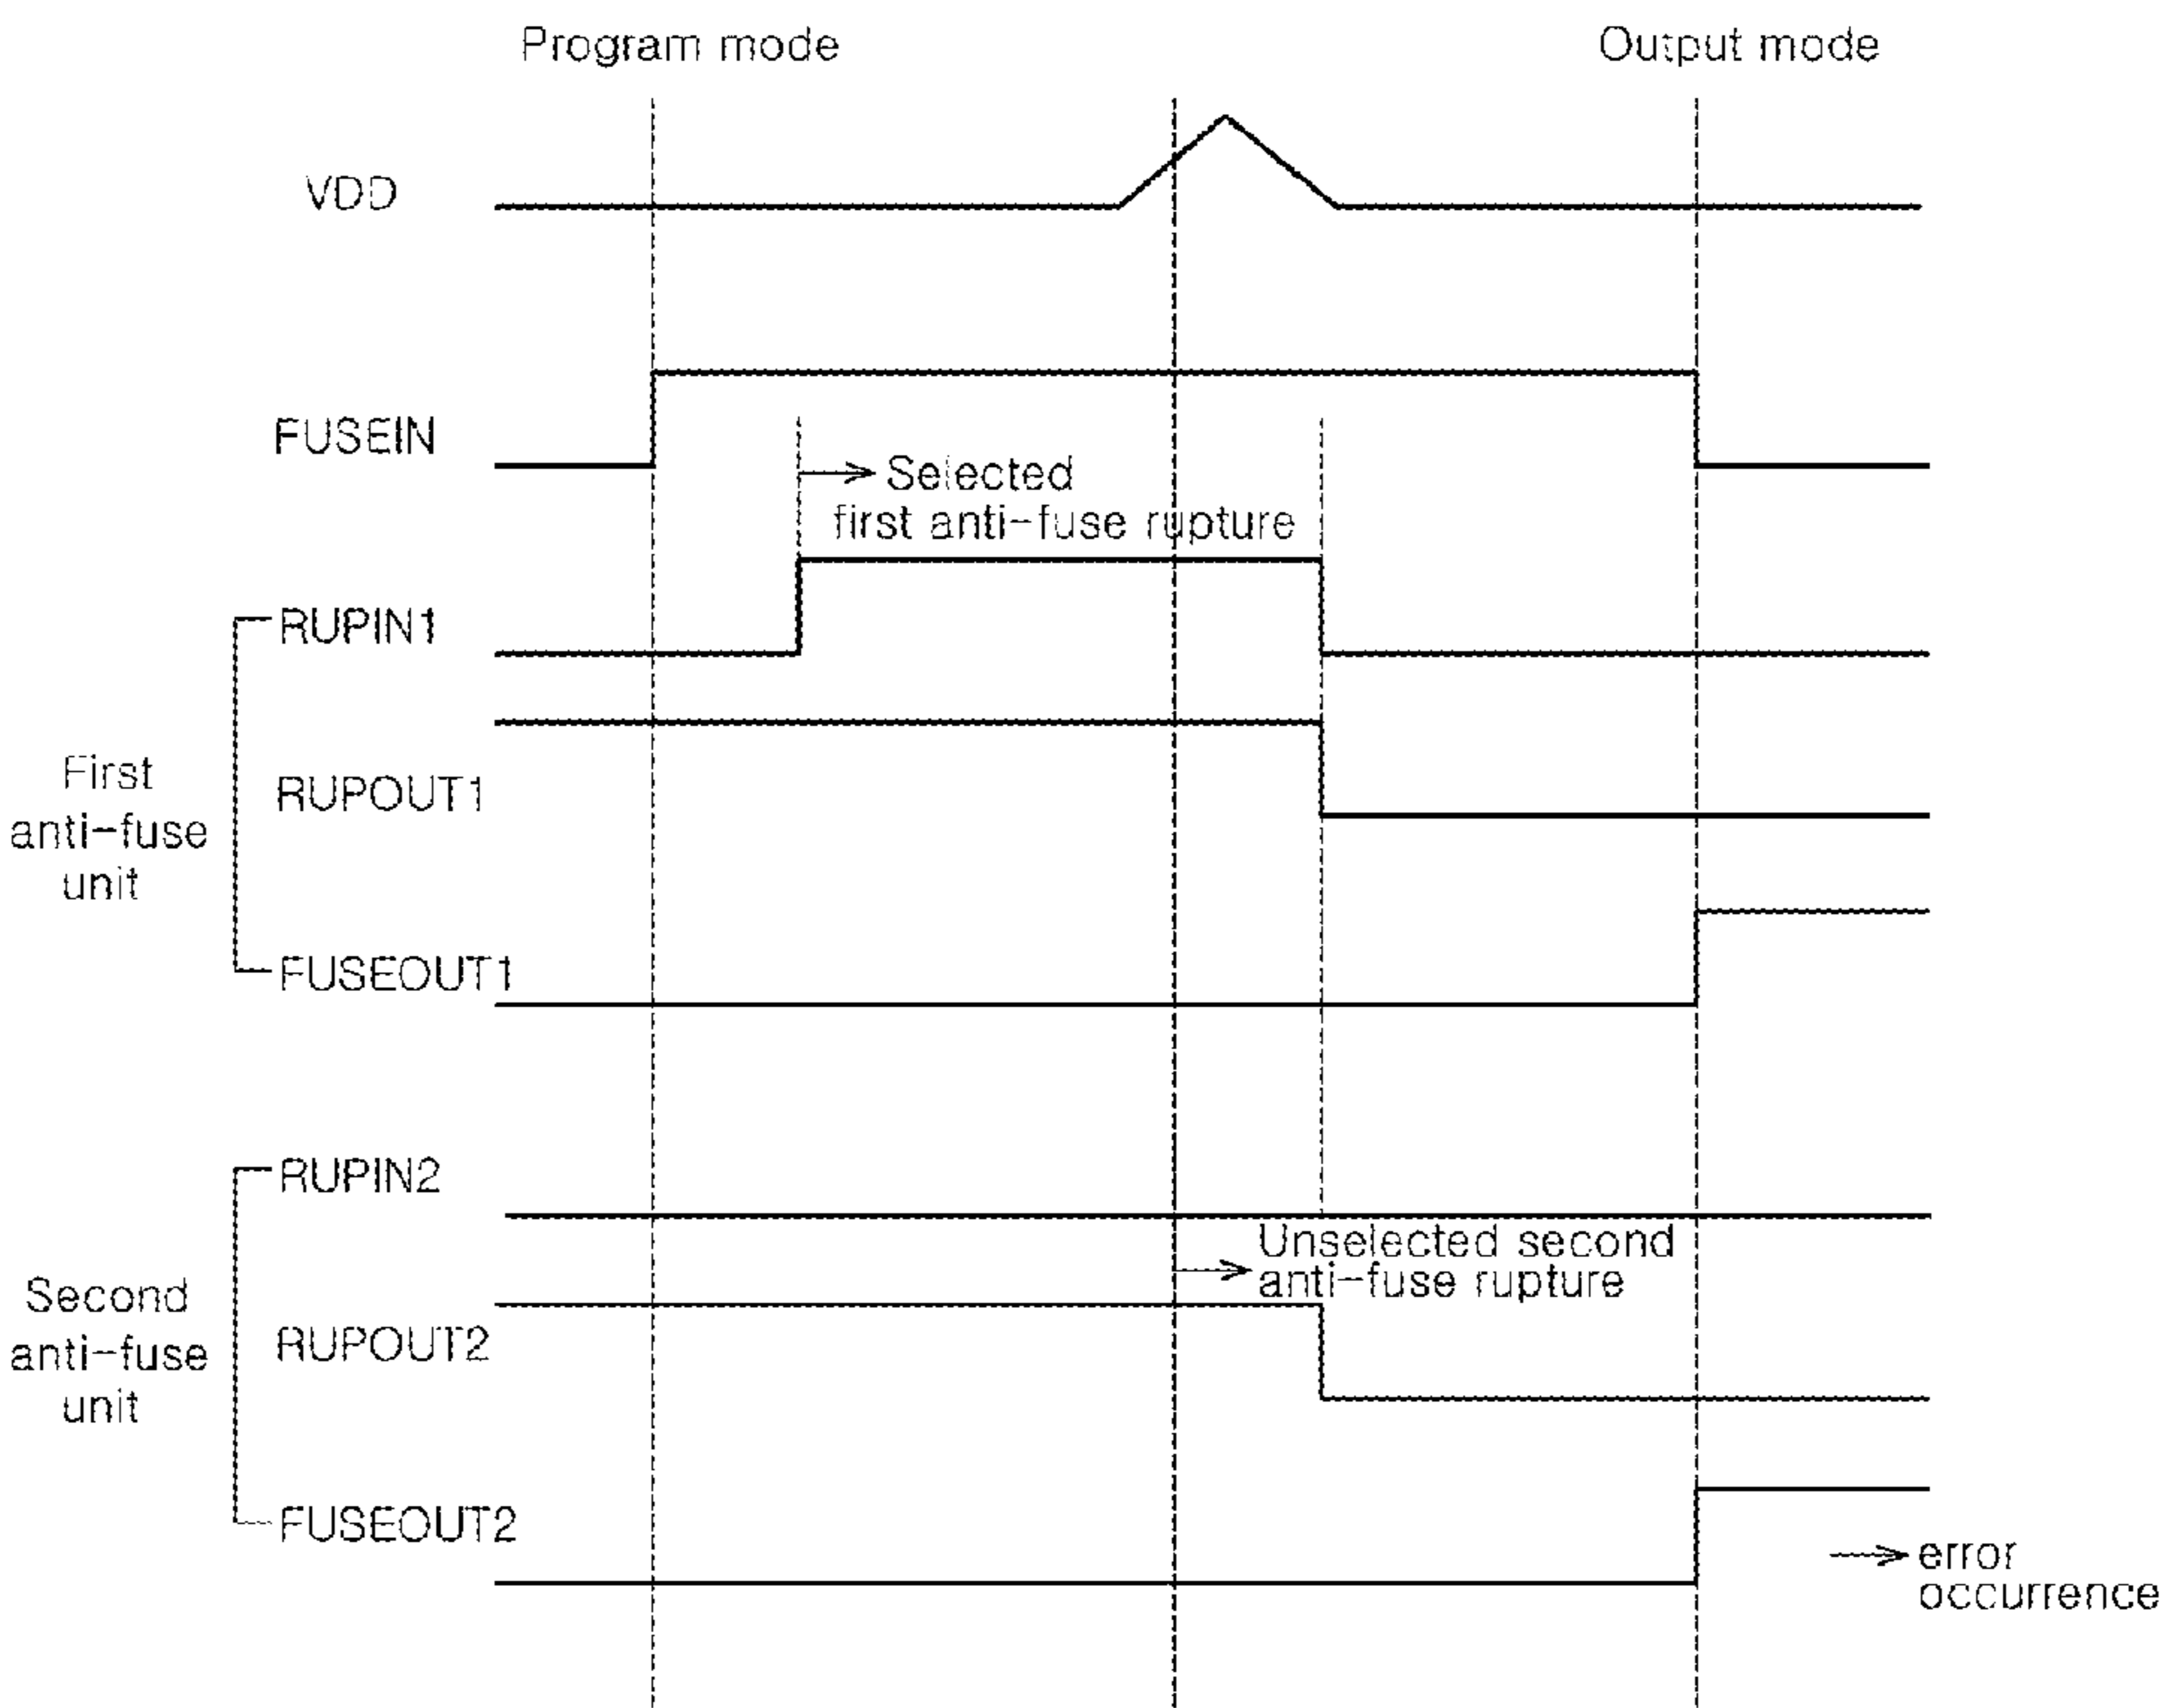 Program mode
Output mode
VDD
FUSEIN
Selected
first anti-fuse rupture
RUPIN1
First
anti-fuse
unit
RUPOUT1
FUSEOUT1
RUPIN2
Unselected second
anti-fuse rupture
Second
anti-fuse
unit
RUPOUT2
FUSEOUT2
error
occurrence